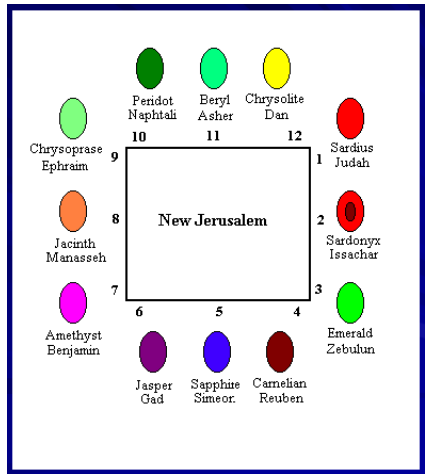 Peridot
Naphtali
Beryl
Asher
Chrysolite
Dan
10
11
12
Chrysoprase
Ephraim
9
Sardius
Judah
1
Jacinth
Manasseh
8
New Jerusalem
2
Sardonyx
Issachar
7
3
Amethyst
Benjamin
Emerald
Zebulun
6
5
4
Jasper
Gad
Sapphire
Simeor.
Carnelian
Reuben